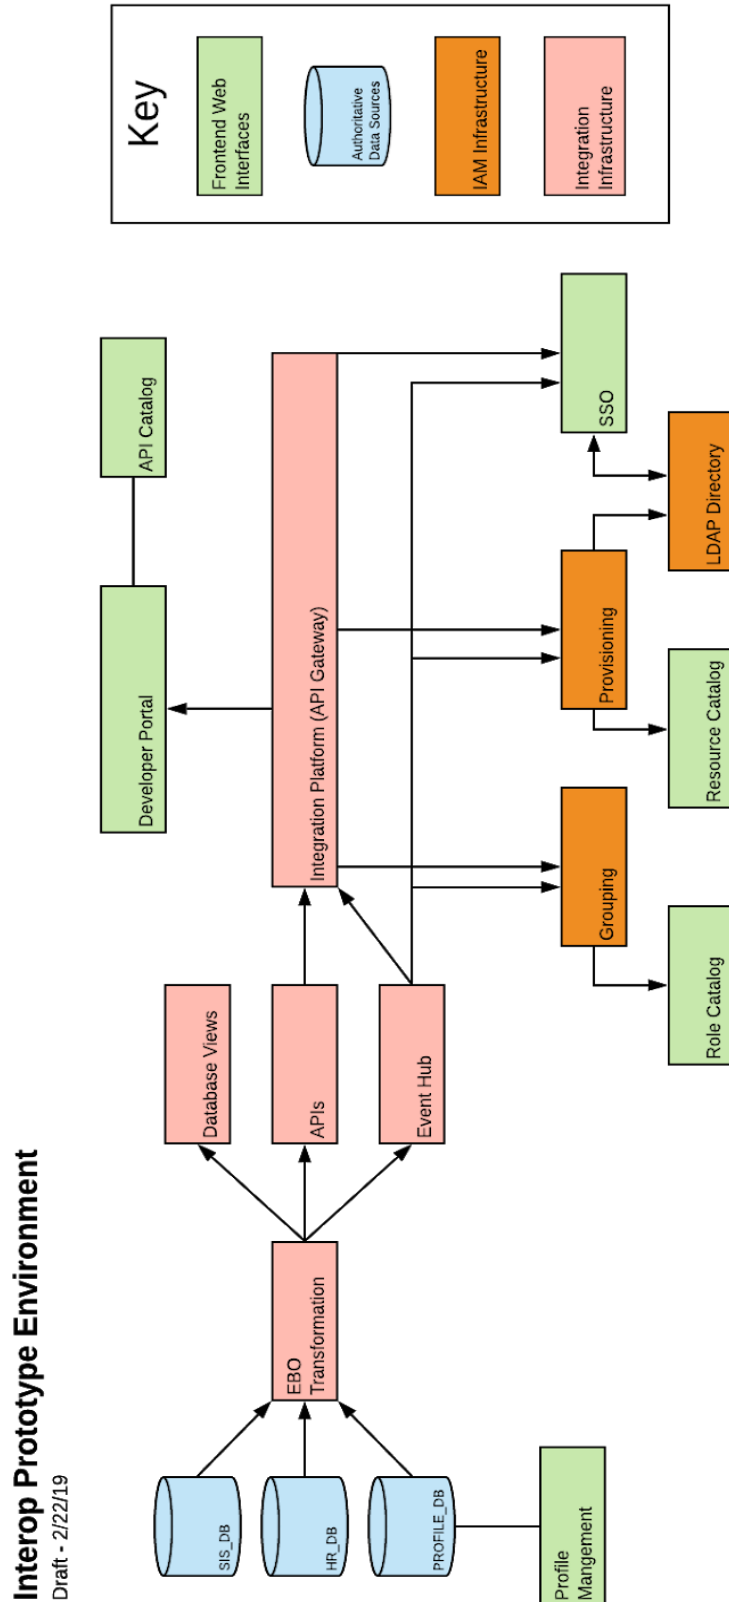 Interop Prototype Environment
Draft - 2/22/19
SIS_DB
HR_DB
PROFILE_DB
Profile
Mangement
EBO
Transformation
Database Views
APIs
Event Hub
Developer Portal
API Catalog
Integration Platform (API Gateway)
Grouping
Provisioning
SSO
Role Catalog
Resource Catalog
LDAP Directory
Key
Frontend Web
Interfaces
Authoritative
Data Sources
IAM Infrastructure
Integration
Infrastructure